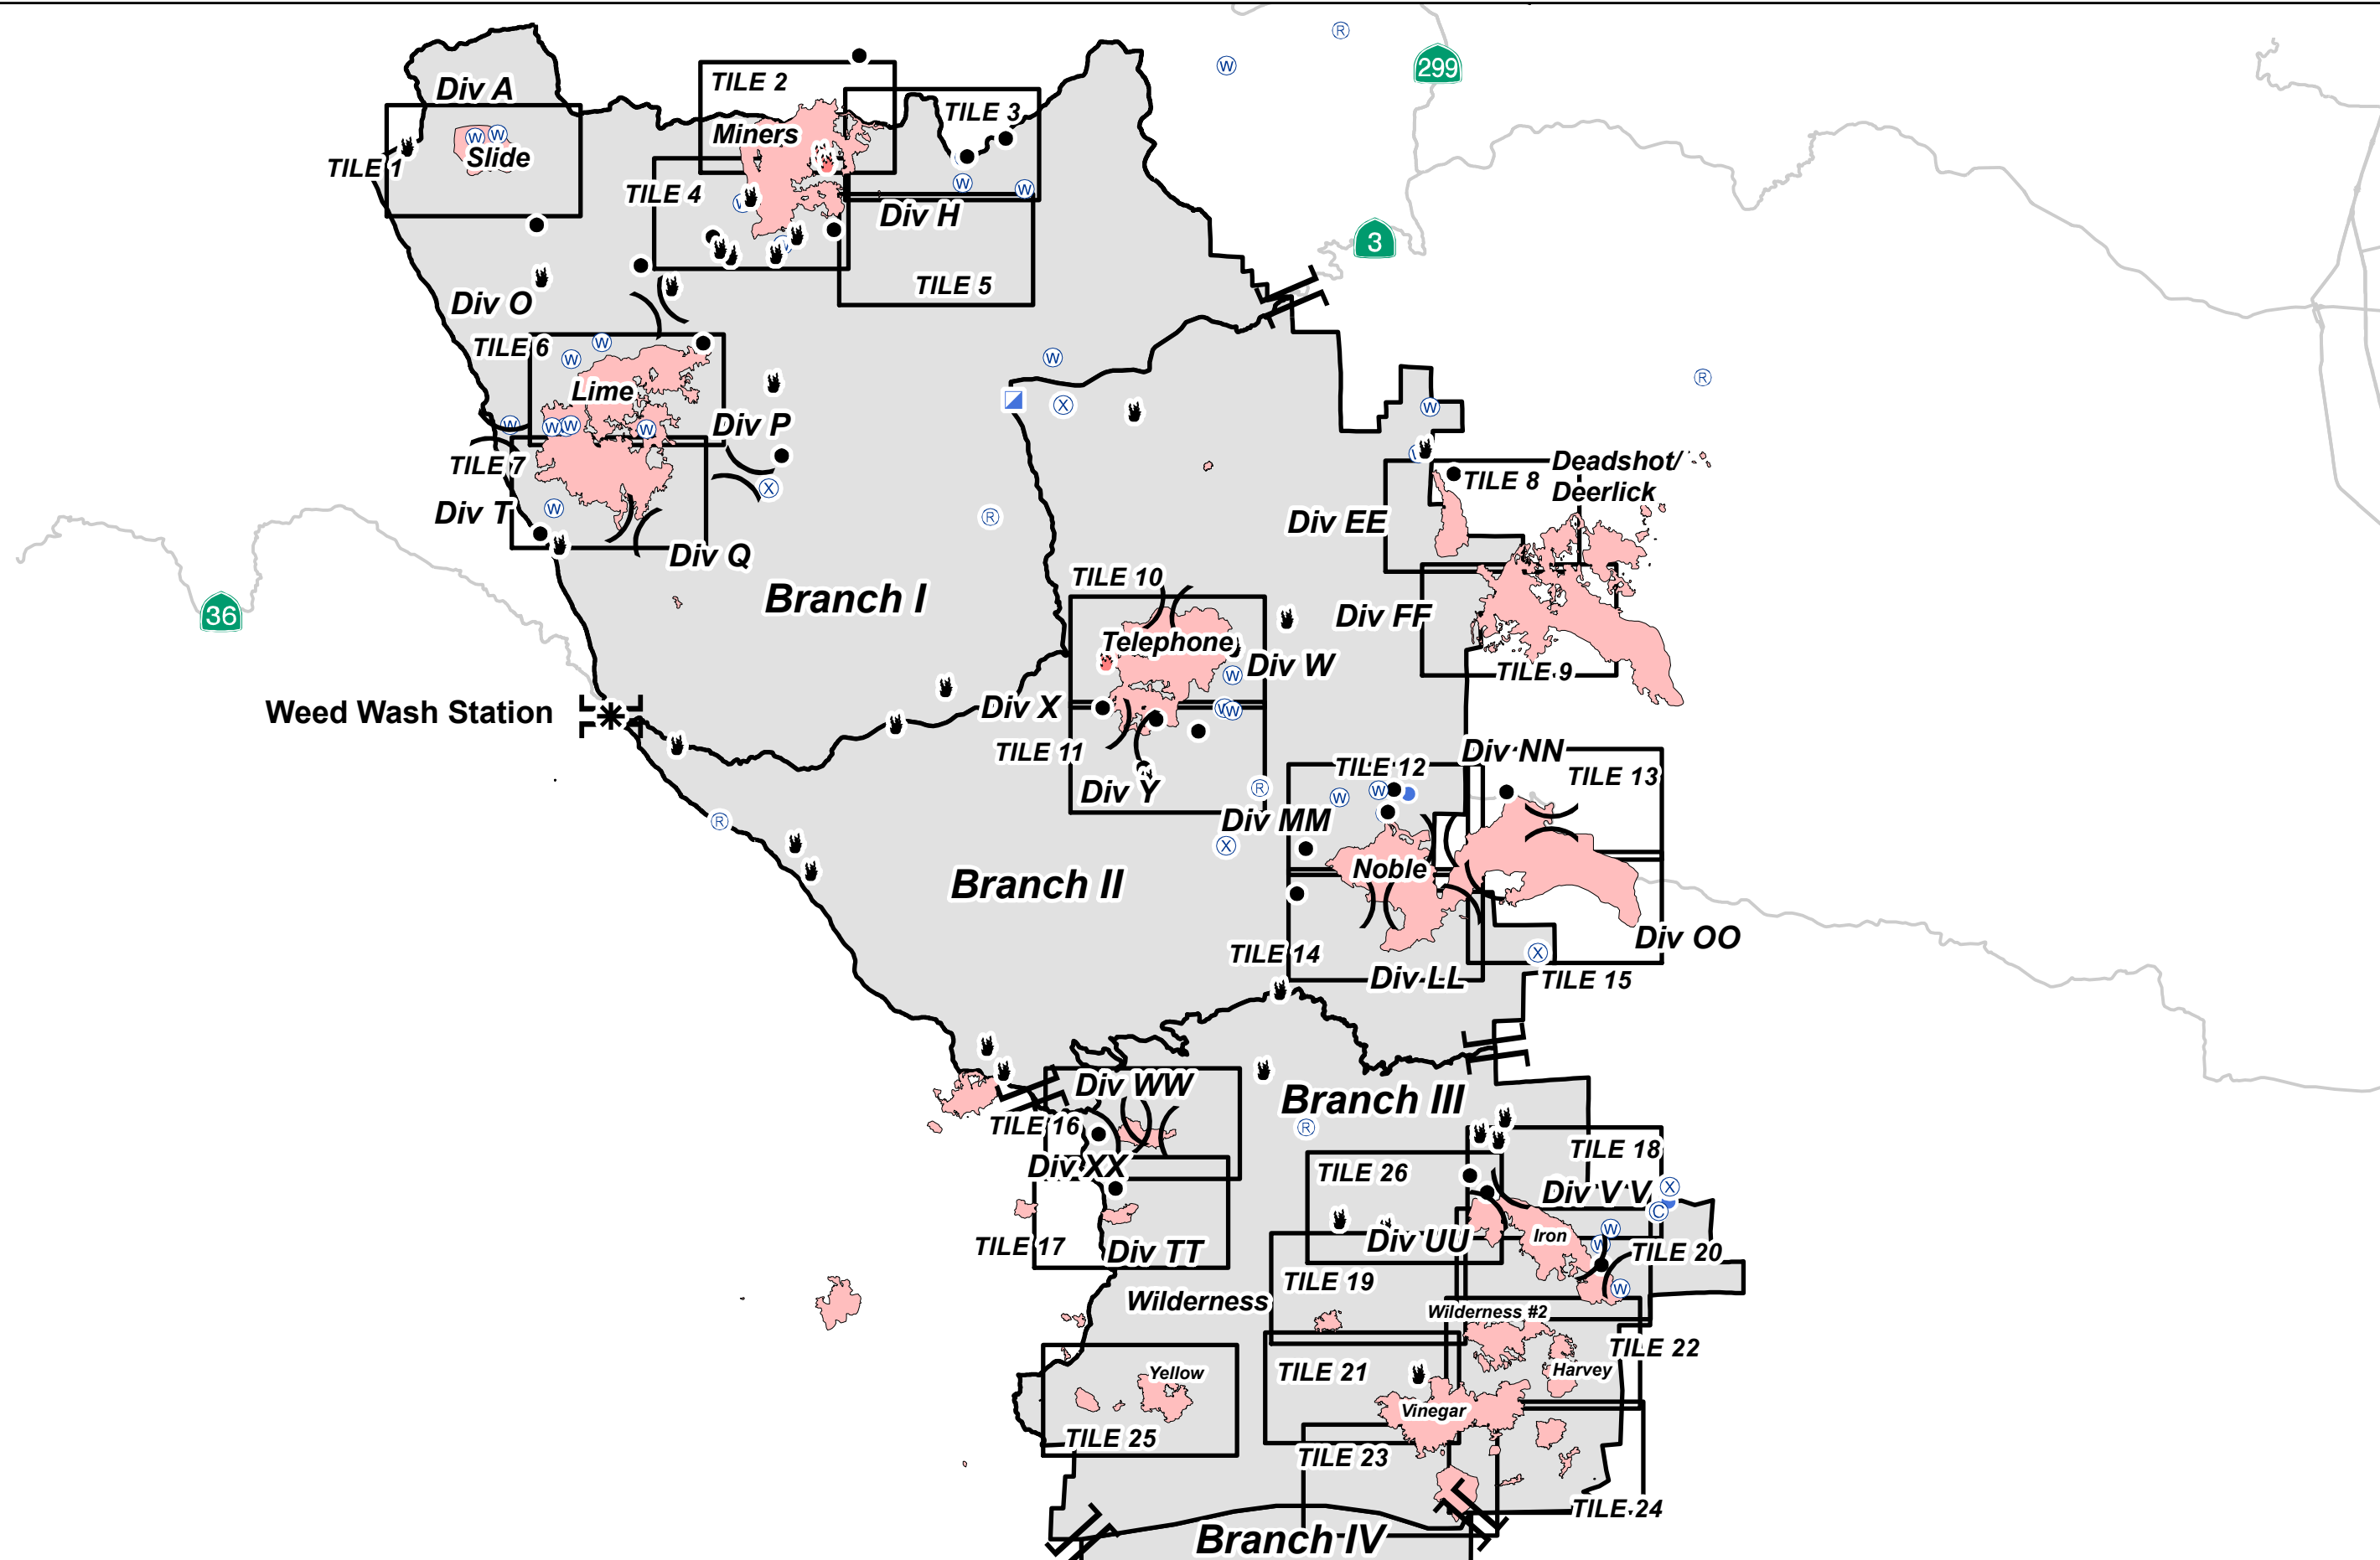 R
W
299
Div A
TILE 2
TILE 3
Miners
W W
Slide
TILE 1
TILE 4
W
W
Div H
3
Div O
TILE 5
TILE 6
W
W
W
X
R
Lime
W
Div P
W
W W
W
TILE 7
Deadshot/
Deerlick
TILE 8
X
Div T
W
R
Div EE
Div Q
TILE 10
Branch I
36
Div FF
Telephone
Div W
W
TILE 9
Weed Wash Station
Div X
W W
TILE 11
Div NN
TILE 12
TILE 13
Div Y
R
W
W
R
Div MM
X
Noble
Branch II
Div OO
TILE 14
X
Div LL
TILE 15
Div WW
Branch III
TILE 16
R
TILE 18
Div XX
TILE 26
Div V V
X
C
W
TILE 17
Div TT
Div UU
Iron
W
TILE 20
TILE 19
W
Wilderness
Wilderness #2
TILE 22
Yellow
TILE 21
Harvey
Vinegar
TILE 25
TILE 23
TILE 24
Branch IV